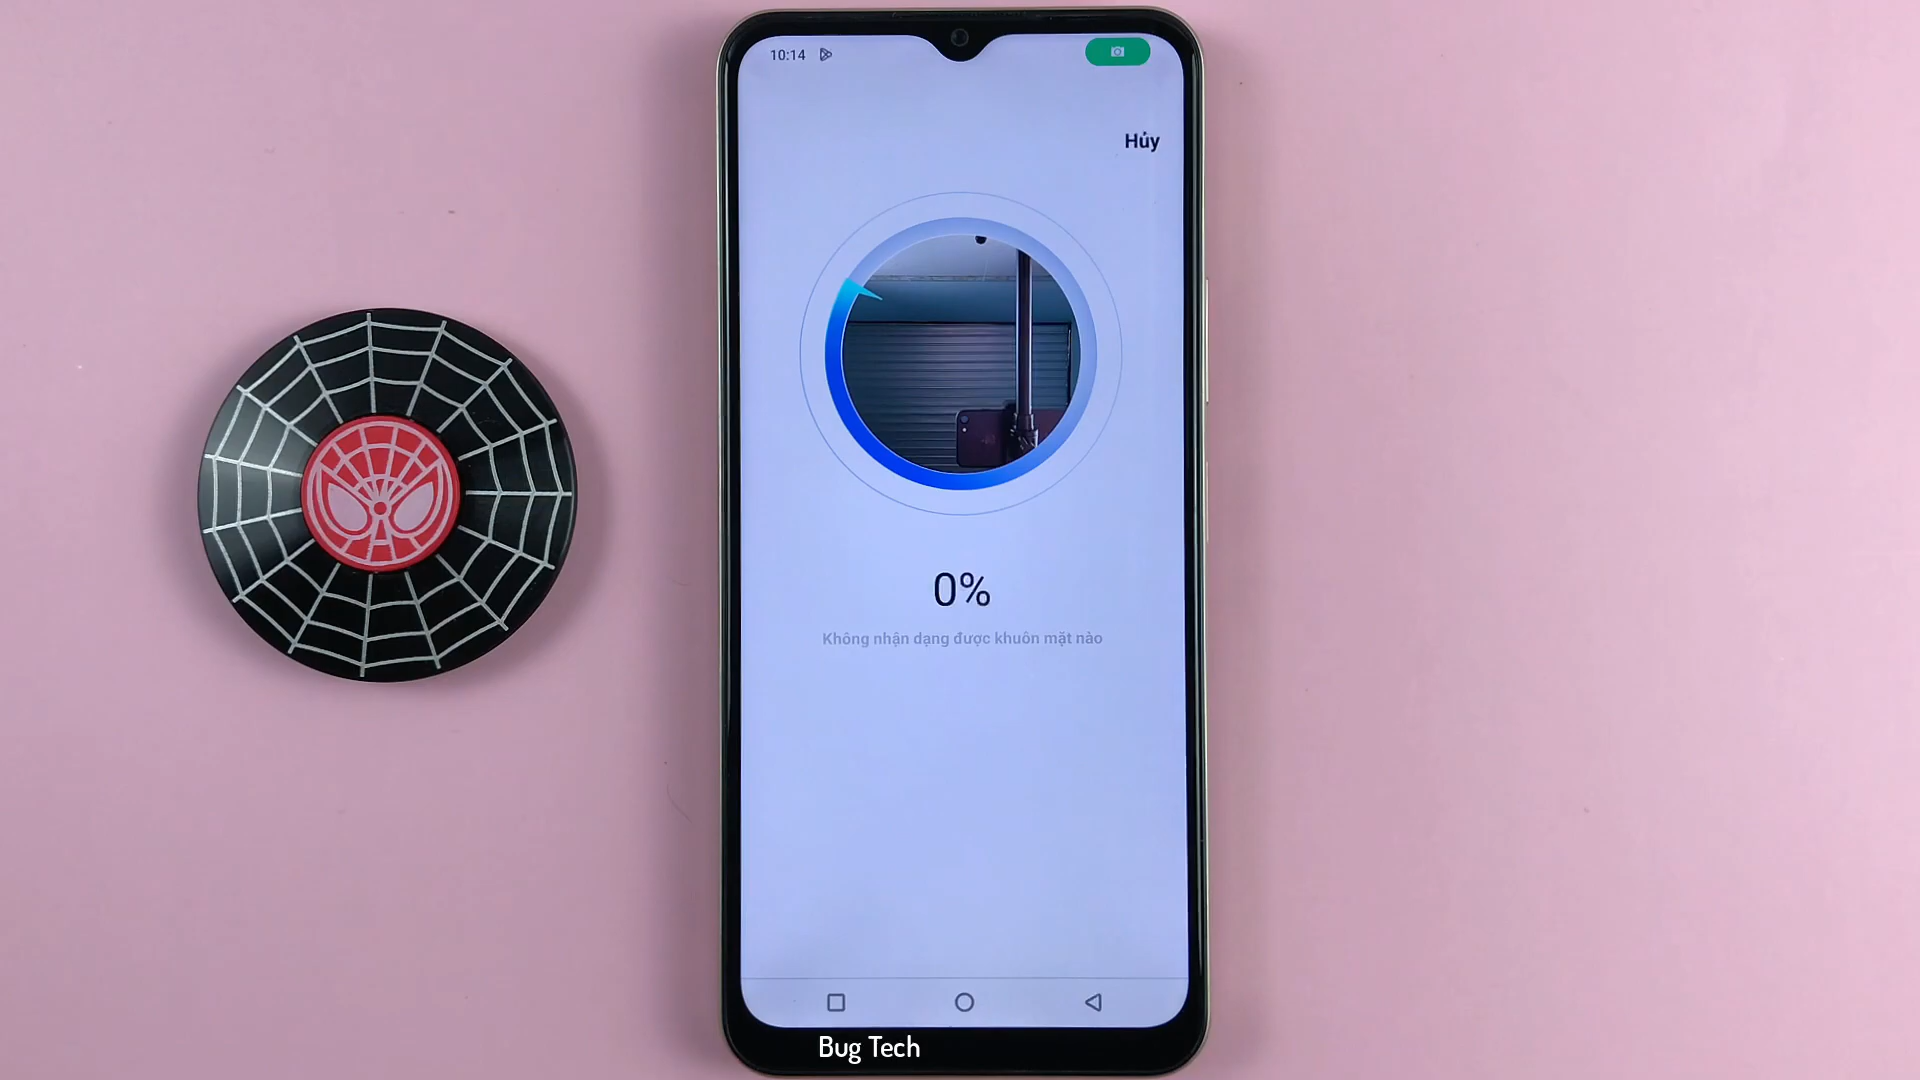 10:14
Hủy
0%
Không nhận dạng được khuôn mặt nào
Bug Tech